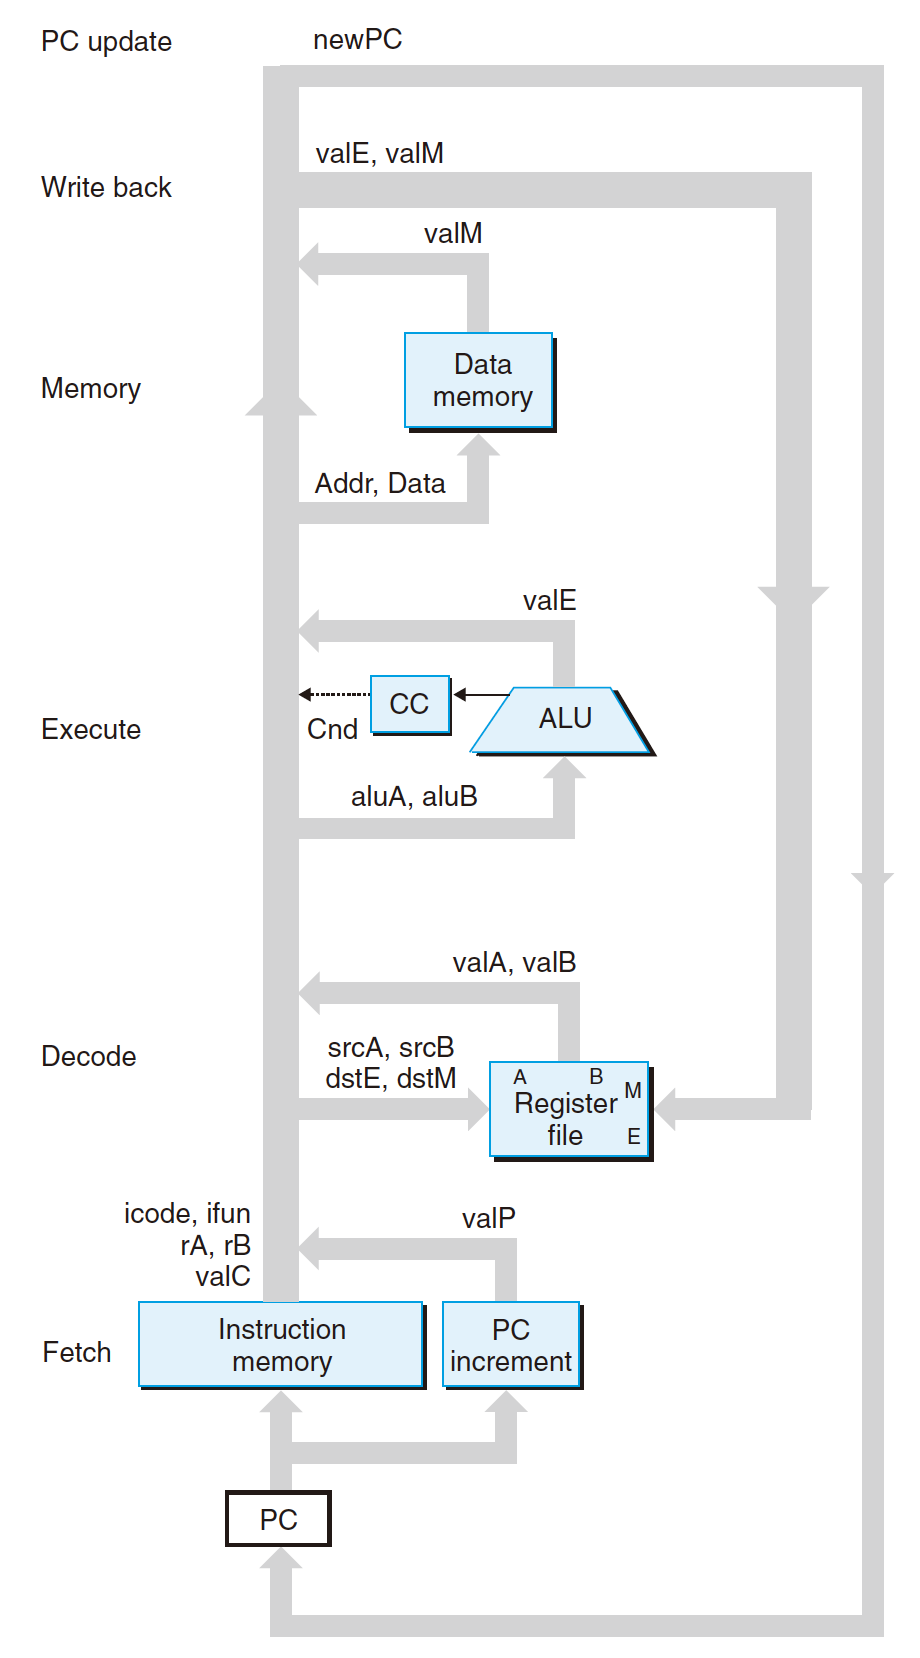 PC update
newPC
valE, valM
Write back
valM
Data
memory
Memory
Addr, Data
valE
CC
ALU
Cnd
Execute
aluA, aluB
valA, valB
Decode
srcA, srcB
dstE, dstM
A
B
M
Register
file
E
icode, ifun
rA, rB
valC
valP
Fetch
Instruction
memory
PC
increment
PC